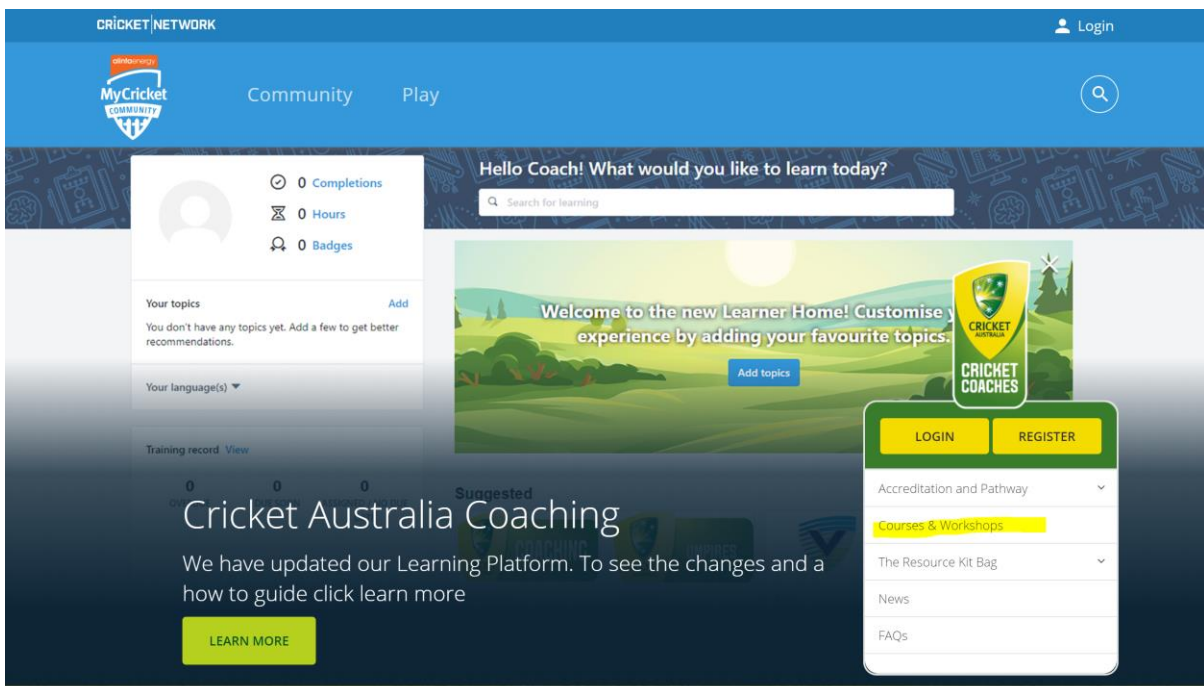 CRICKET NETWORK
Login
alintaenergy
MyCricket
COMMUNITY
Community Play
Hello Coach! What would you like to learn today?
Search for learning
0 Completions
0 Hours
0 Badges
Your topics Add
You don't have any topics yet. Add a few to get better
recommendations.
Your language(s)
Training record View
0 0 0
Welcome to the new Learner Home! Customise
experience by adding your favourite topics.
Add topics
Suggested
COACHING
Cricket Australia Coaching
We have updated our Learning Platform. To see the changes and a
how to guide click learn more
LEARN MORE
CRICKET
AUSTRALIA
CRICKET
COACHES
LOGIN REGISTER
Accreditation and Pathway
Courses & Workshops
The Resource Kit Bag
News
FAQs